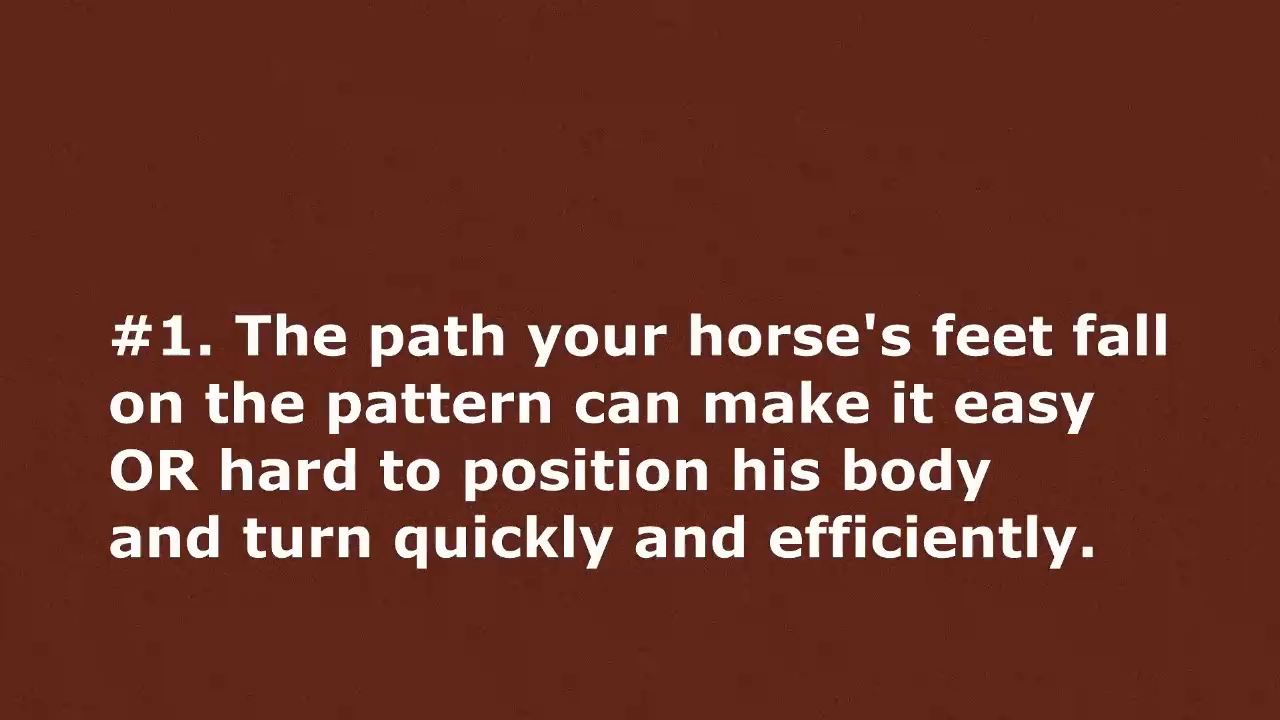 #1. The path your horse's feet fall
on the pattern can make it easy
OR hard to position his body
and turn quickly and efficiently.